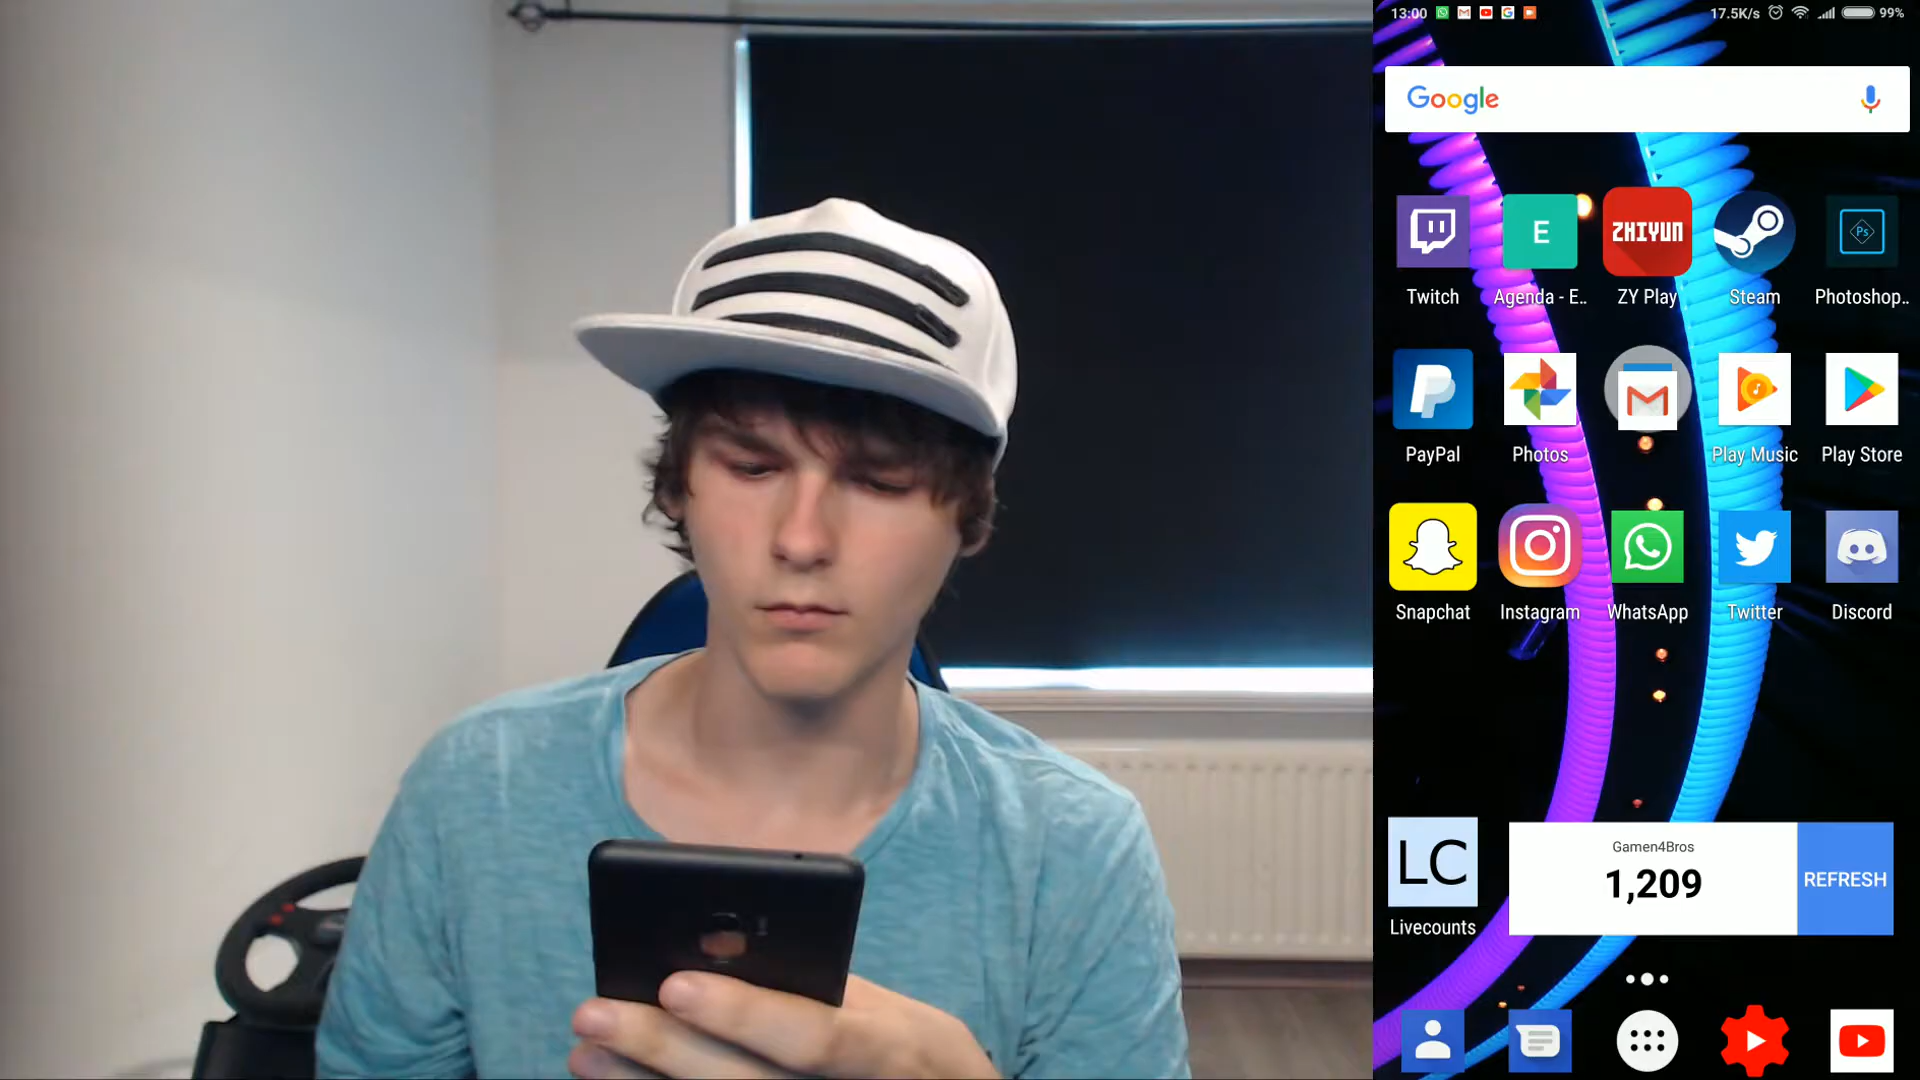 13:00
17.5K/s
99%
Google
E
ZHIYUN
Ps
Twitch
Agenda - E..
ZY Play
Steam
Photoshop..
PayPal
Photos
Play Music
Play Store
Snapchat
Instagram
WhatsApp
Twitter
Discord
LC
Gamen4Bros
1,209
REFRESH
Livecounts